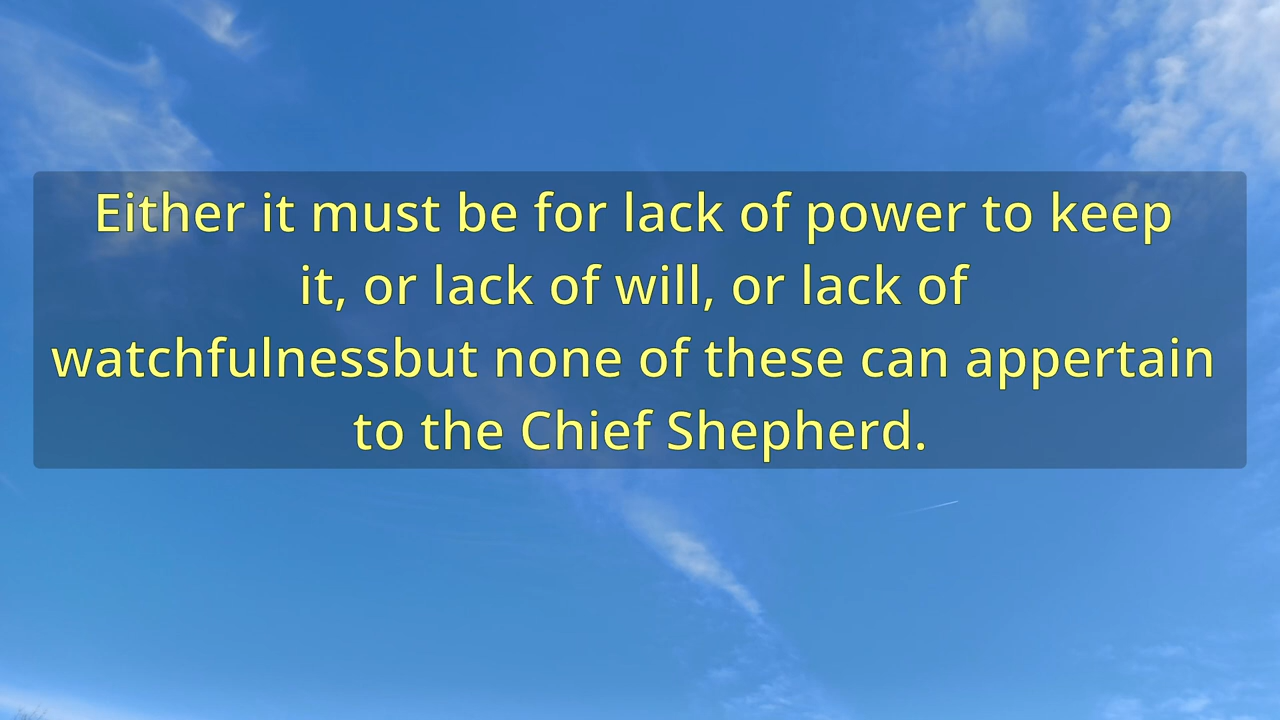 Either it must be for lack of power to keep
it, or lack of will, or lack of
watchfulnessbut none of these can appertain
to the Chief Shepherd.